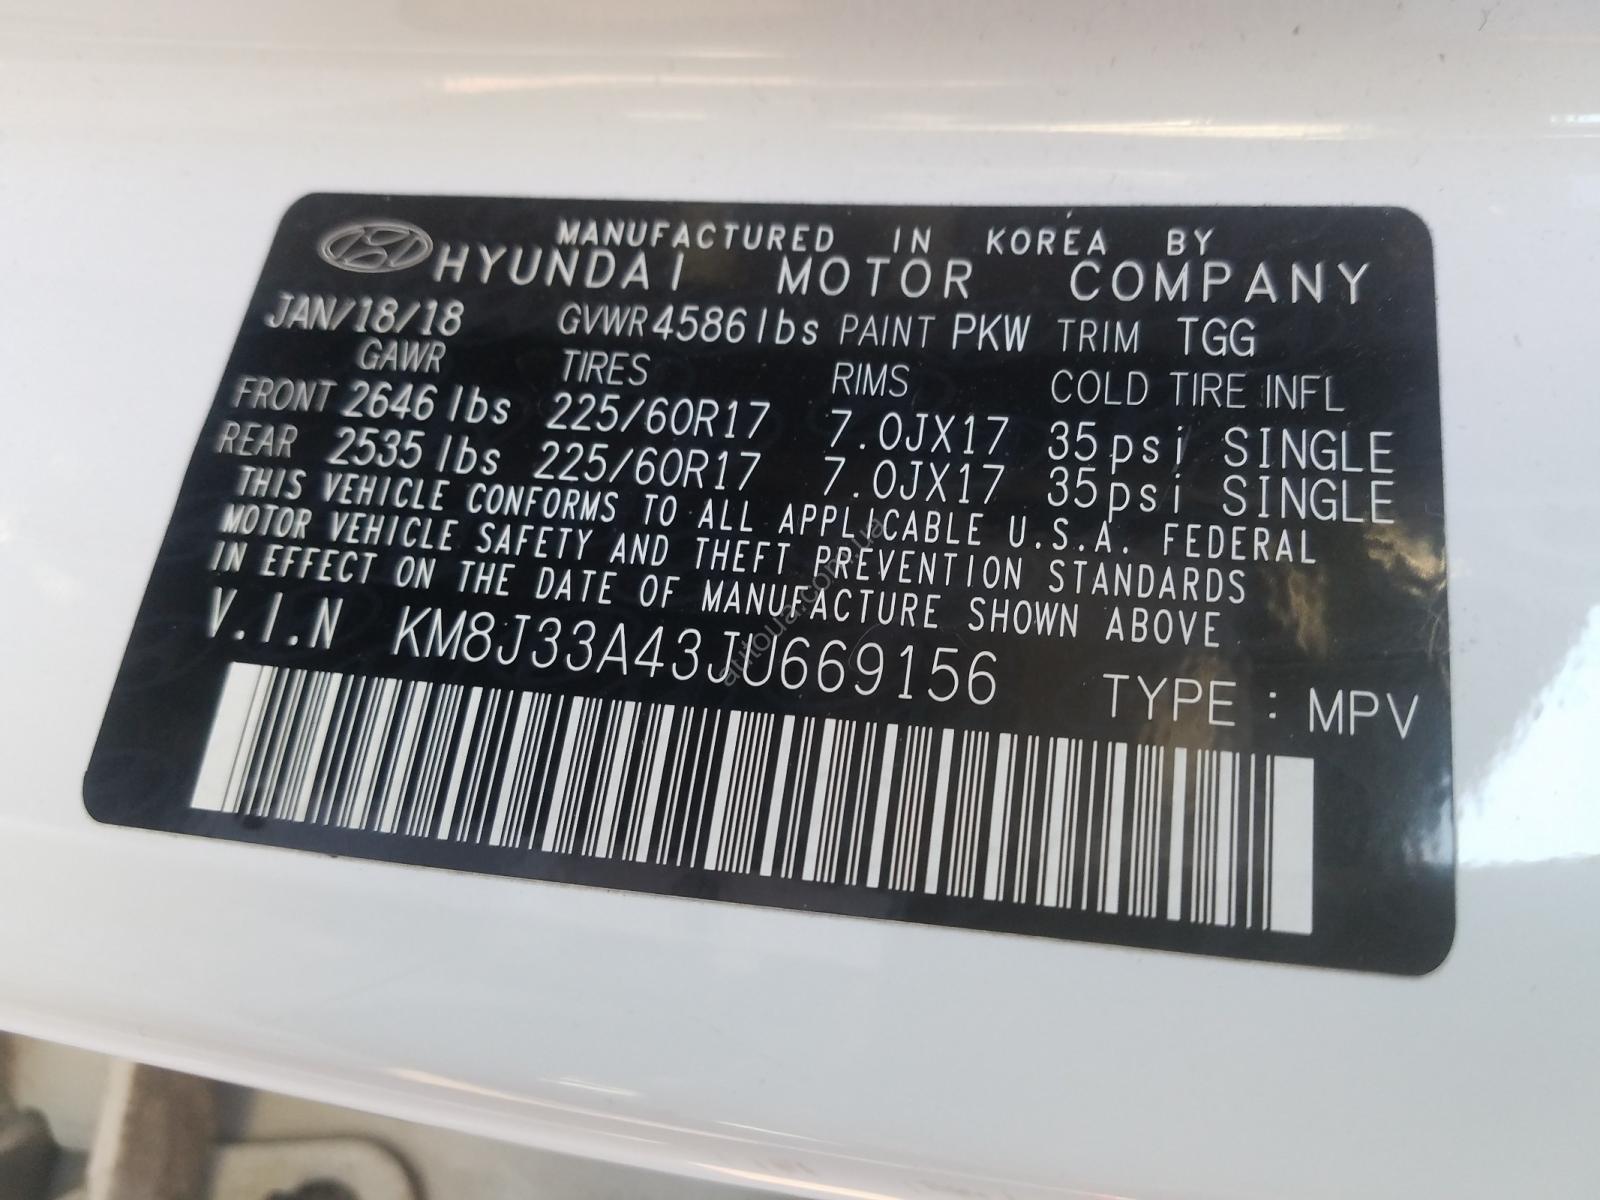 MANUFACTURED IN KOREA BY
HYUNDAI MOTOR COMPANY
JAN/18/18 GVWR 4586 lbs PAINT PKW TRIM TGG
GAWR TIRES RIMS COLD TIRE INFL
FRONT 2646 lbs 225/60R17 7.0JX17 35psi SINGLE
REAR 2535 lbs 225/60R17 7.0JX17 35psi SINGLE
THIS VEHICLE CONFORMS TO ALL APPLICABLE U.S.A. FEDERAL
MOTOR VEHICLE SAFETY AND THEFT PREVENTION STANDARDS
IN EFFECT ON THE DATE OF MANUFACTURE SHOWN ABOVE.
V.I.N KM8J33A43JU669156 TYPE : MPV
autoua.com.ua